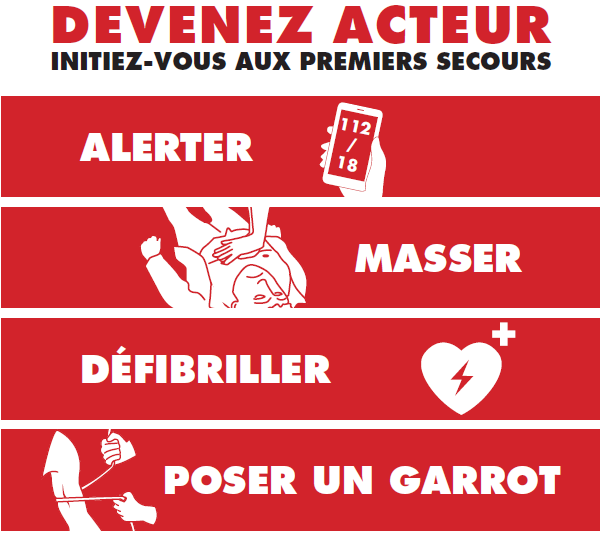 DEVENEZ ACTEUR
INITIEZ-VOUS AUX PREMIERS SECOURS
ALERTER
112
/
18
MASSER
DÉFIBRILLER
POSER UN GARROT